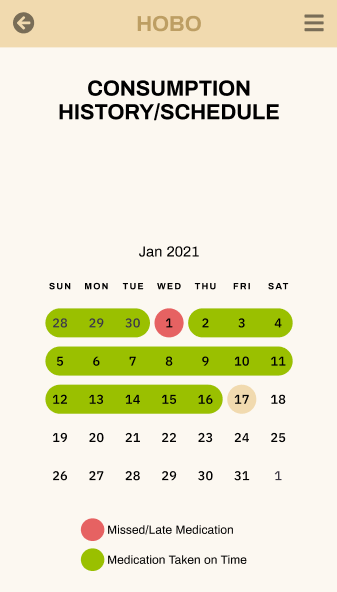 HOBO
CONSUMPTION
HISTORY/SCHEDULE
Jan 2021
SUN MON TUE WED THU FRI SAT
28 29 30 1 2 3 4
5 6 7 8 9 10 11
12 13 14 15 16 17 18
19 20 21 22 23 24 25
26 27 28 29 30 31 1
Missed/Late Medication
Medication Taken on Time